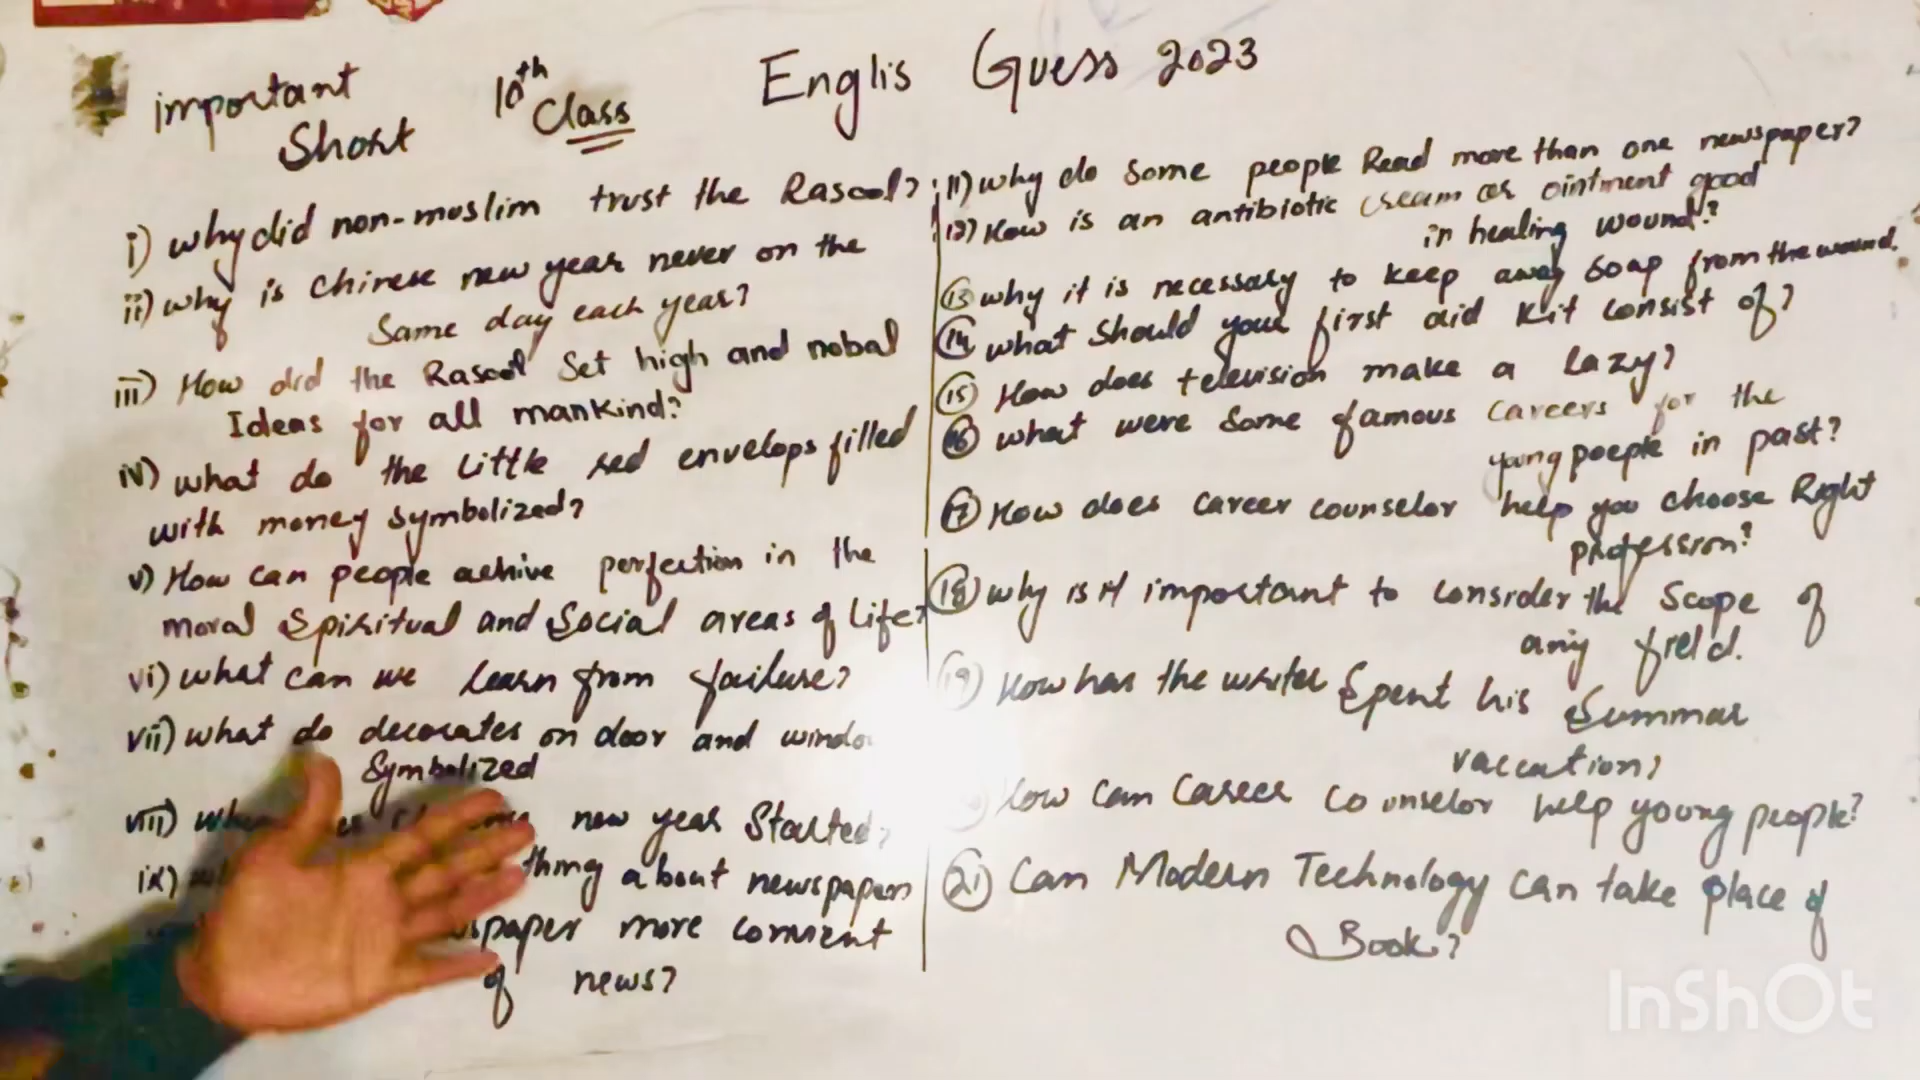 important
Short
10th
Class
Englis Guess 2023
i) why did non-muslim trust the Rasool?
ii) why is chinese new year never on the
Same day each year?
iii) How did the Rasool Set high and nobal
Ideas for all mankind?
iv) what do the little red envelops filled
with money symbolized?
v) How can people achive perfection in the
moral Spiritual and Social areas of life?
vi) what can we learn from failure?
vii) what do decorates on door and windo
Symbolized
viii) new year Started?
ix) thing about newspapers
more
of news?
11) why do Some people Read more than one newspaper?
12) How is an antibiotic cream or ointment good
in healing wound?
13 why it is necessary to keep away soap from the wound.
14 what Should your first aid Kit consist of?
15 How does television make a Lazy?
16 what were Some famous careers for the
young poeple in past?
17 How does career counselor help you choose Right
profession?
18 why is it important to consider the Scope of
any field.
19) How has the writer Spent his Summar
vaccation?
How can Career Counselor help young people?
21 Can Modern Technology can take place of
Book?
InShOt